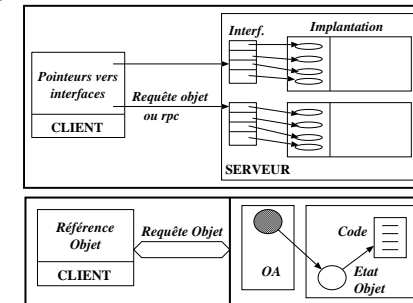 Interf.
Implantation
Pointeurs vers
interfaces
Requête objet
ou rpc
CLIENT
SERVEUR
Référence
Objet
Requête Objet
CLIENT
OA
Code
Etat
Objet